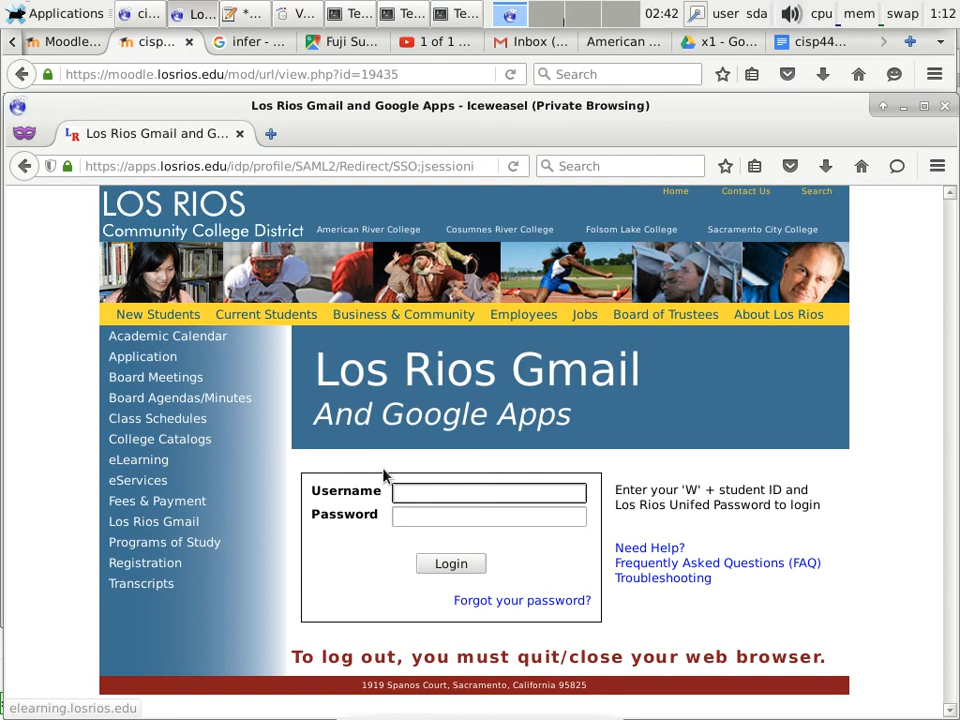 Applications
ci...
Lo...
*...
V...
Te...
Te...
Te...
02:42
user sda
cpu
mem
swap
1:12
Moodle...
cisp...
infer - ...
Fuji Su...
1 of 1 ...
Inbox (...
American ...
x1 - Go...
cisp44...
https://moodle.losrios.edu/mod/url/view.php?id=19435
Search
Los Rios Gmail and Google Apps - Iceweasel (Private Browsing)
LR
Los Rios Gmail and G...
https://apps.losrios.edu/idp/profile/SAML2/Redirect/SSO;jsessioni
Search
Home
Contact Us
Search
LOS RIOS
Community College District
American River College
Cosumnes River College
Folsom Lake College
Sacramento City College
New Students
Current Students
Business & Community
Employees
Jobs
Board of Trustees
About Los Rios
Academic Calendar
Application
Board Meetings
Board Agendas/Minutes
Class Schedules
College Catalogs
eLearning
eServices
Fees & Payment
Los Rios Gmail
Programs of Study
Registration
Transcripts
Los Rios Gmail
And Google Apps
Username
Password
Login
Forgot your password?
Enter your 'W' + student ID and
Los Rios Unifed Password to login
Need Help?
Frequently Asked Questions (FAQ)
Troubleshooting
To log out, you must quit/close your web browser.
1919 Spanos Court, Sacramento, California 95825
elearning.losrios.edu